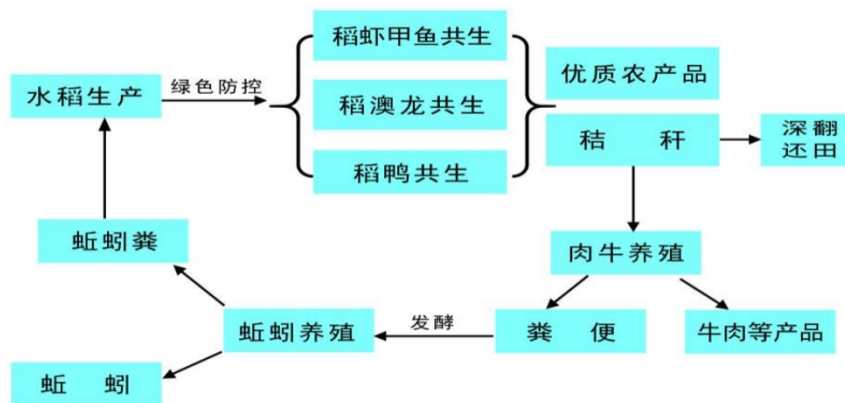 稻虾甲鱼共生
优质农产品
水稻生产
绿色防控
稻澳龙共生
秸 秆
深翻
还田
稻鸭共生
蚯蚓粪
肉牛养殖
蚯蚓养殖
发酵
粪 便
牛肉等产品
蚯 蚓